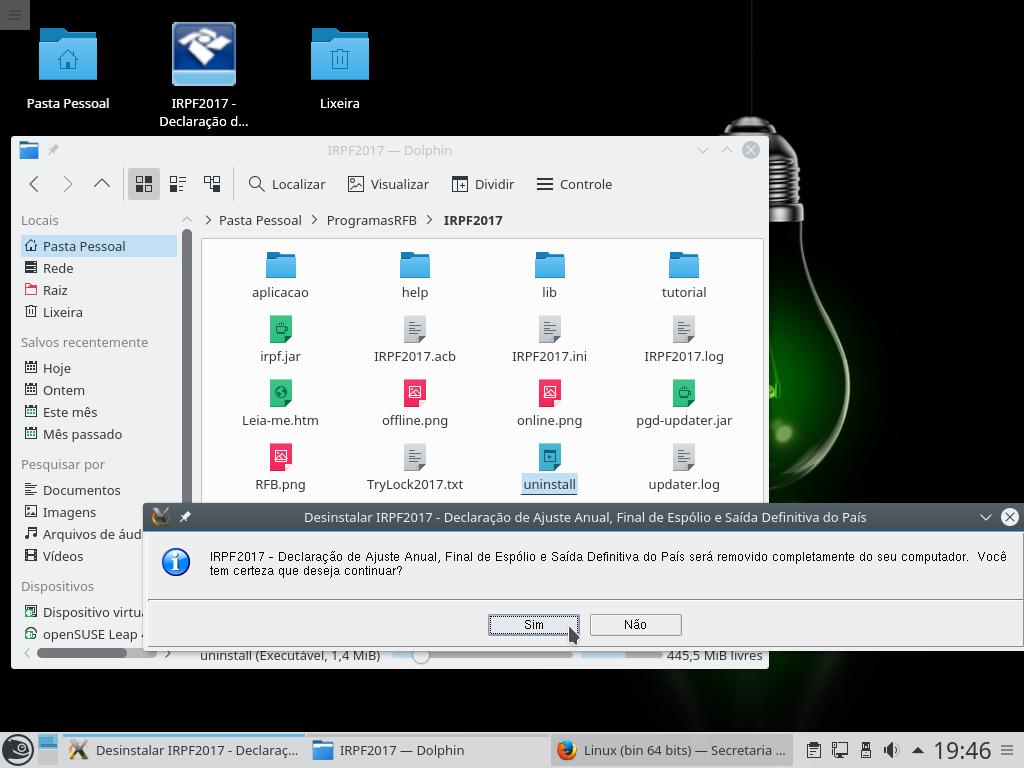 Pasta Pessoal
IRPF2017 -
Declaração d...
Lixeira
IRPF2017 — Dolphin
Localizar
Visualizar
Dividir
Controle
Locais
Pasta Pessoal
Rede
Raiz
Lixeira
Salvos recentemente
Hoje
Ontem
Este mês
Mês passado
Pesquisar por
Documentos
Imagens
Arquivos de áud
Vídeos
Dispositivos
Dispositivo virtu
openSUSE Leap
Pasta Pessoal > ProgramasRFB > IRPF2017
aplicacao
help
lib
tutorial
irpf.jar
IRPF2017.acb
IRPF2017.ini
IRPF2017.log
Leia-me.htm
offline.png
online.png
pgd-updater.jar
RFB.png
TryLock2017.txt
uninstall
updater.log
Desinstalar IRPF2017 - Declaração de Ajuste Anual, Final de Espólio e Saída Definitiva do País
IRPF2017 - Declaração de Ajuste Anual, Final de Espólio e Saída Definitiva do País será removido completamente do seu computador. Você
tem certeza que deseja continuar?
Sim
Não
uninstall (Executável, 1,4 MiB)
445,5 MiB livres
Desinstalar IRPF2017 - Declaraç...
IRPF2017 — Dolphin
Linux (bin 64 bits) — Secretaria ...
19:46